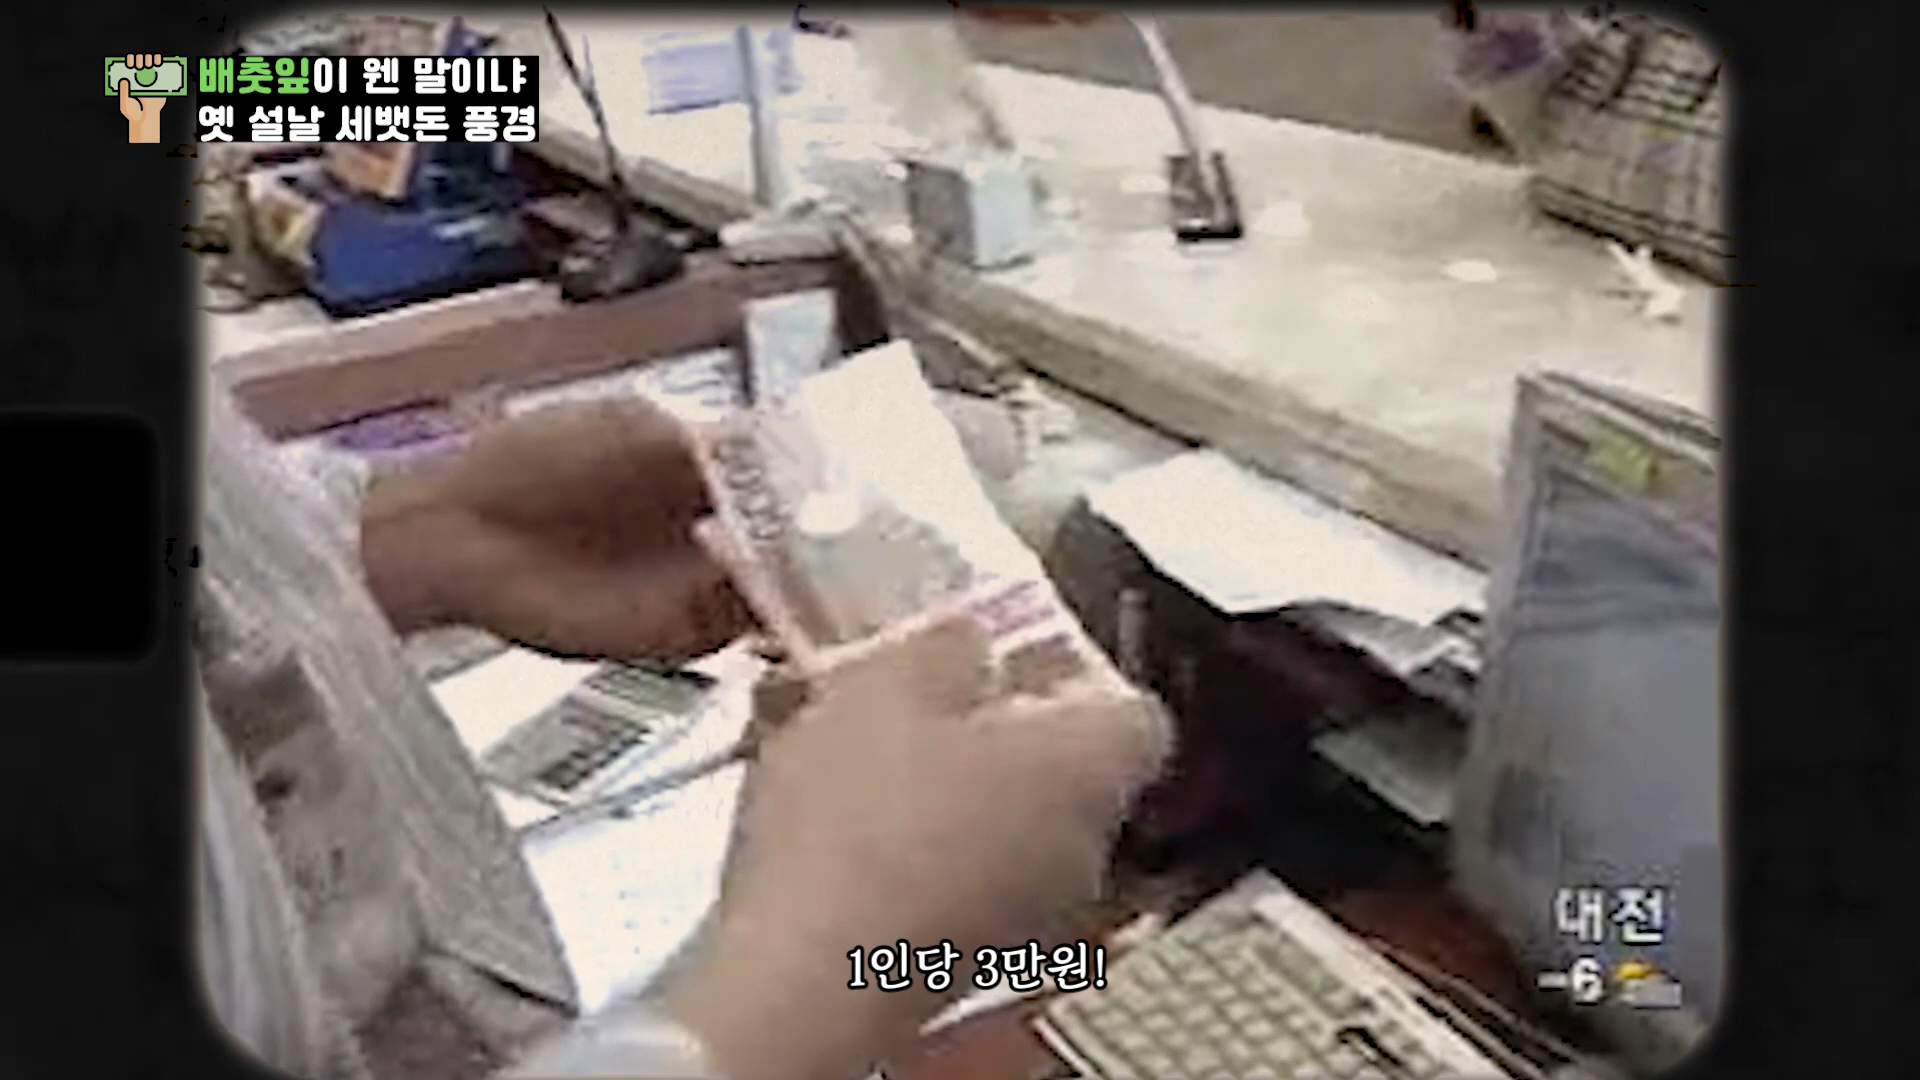 배춧잎이 웬 말이냐
옛 설날 세뱃돈 풍경
1인당 3만원!
대전
-6